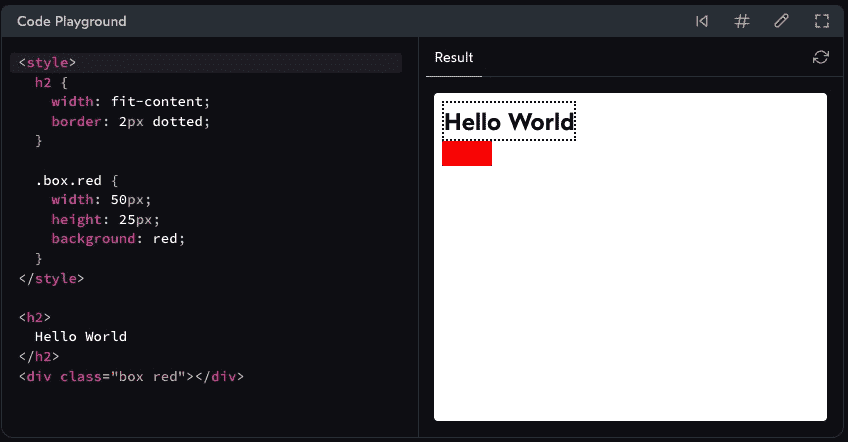 Code Playground
<style>
h2 {
width: fit-content;
border: 2px dotted;
}
.box.red {
width: 50px;
height: 25px;
background: red;
}
</style>
<h2>
Hello World
</h2>
<div class="box red"></div>
Result
Hello World